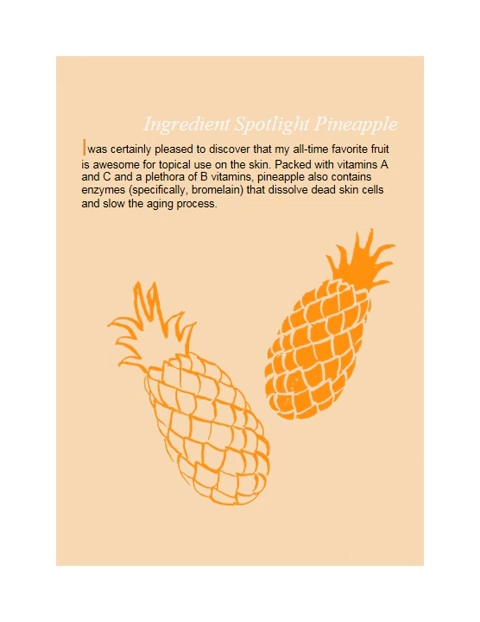 Ingredient Spotlight Pineapple
I was certainly pleased to discover that my all-time favorite fruit
is awesome for topical use on the skin. Packed with vitamins A
and C and a plethora of B vitamins, pineapple also contains
enzymes (specifically, bromelain) that dissolve dead skin cells
and slow the aging process.